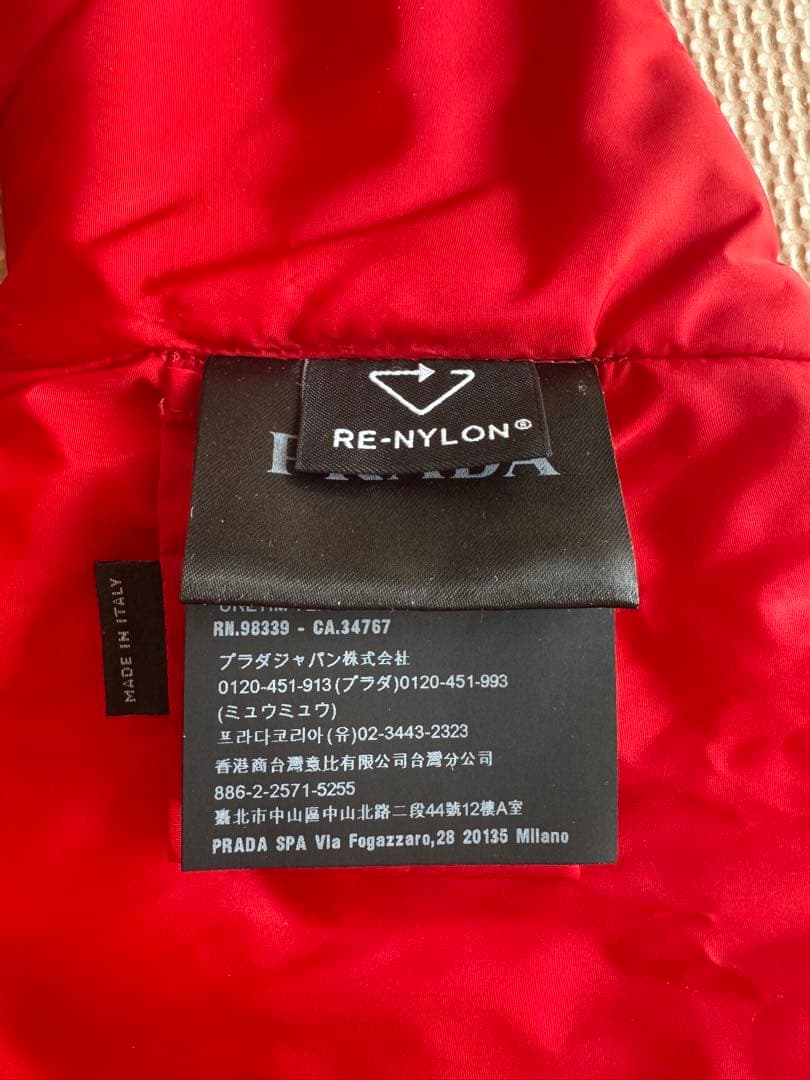 RE-NYLON®
PRADA
MADE IN ITALY
RN.98339 - CA.34767
プラダジャパン株式会社
0120-451-913(プラダ)0120-451-993
(ミュウミュウ)
프라다코리아(유)02-3443-2323
香港商台灣意比有限公司台灣分公司
886-2-2571-5255
臺北市中山區中山北路二段44號12樓A室
PRADA SPA Via Fogazzaro,28 20135 Milano